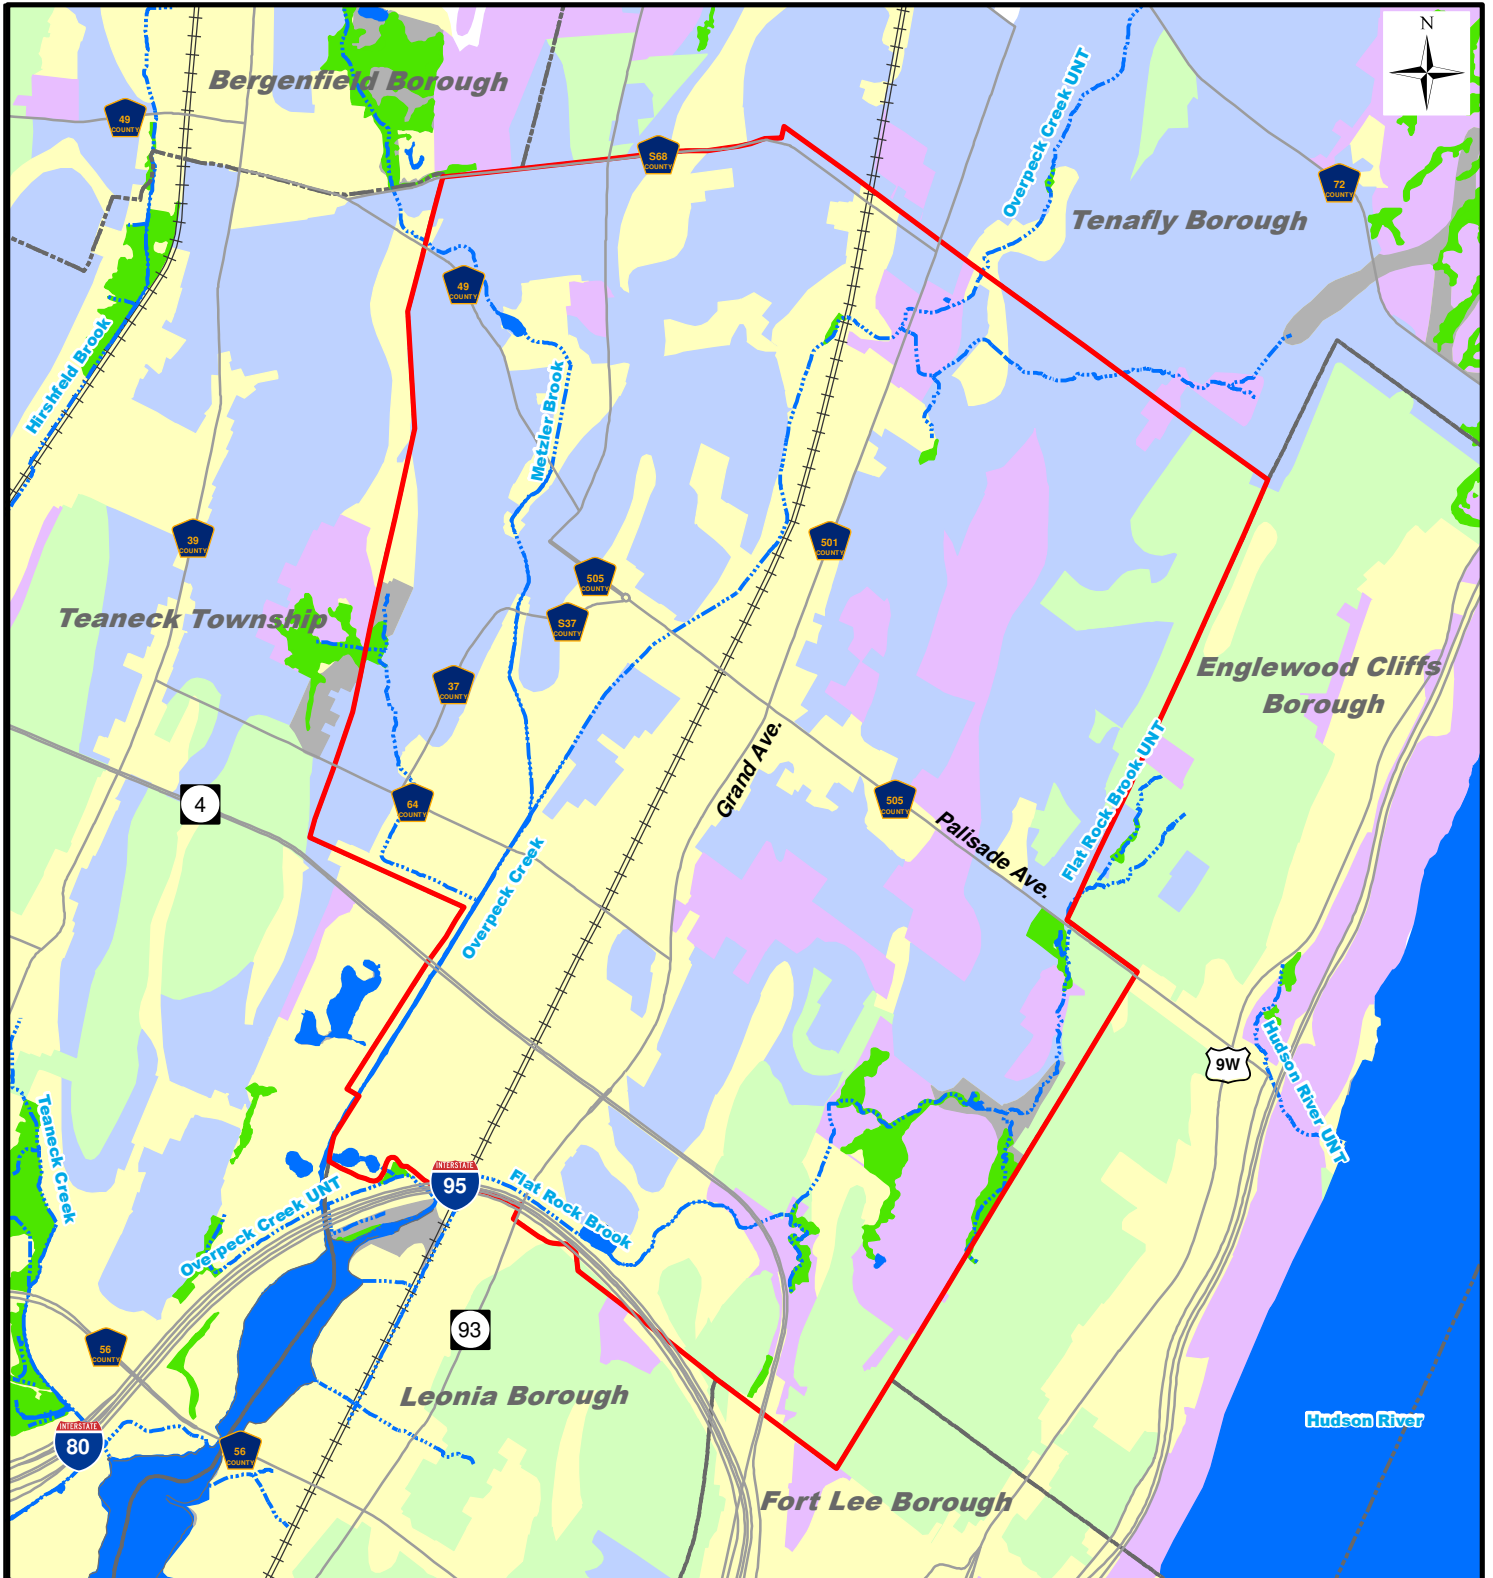 N
Bergenfield Borough
49
COUNTY
S68
COUNTY
Overpeck Creek UNT
72
COUNTY
Tenafly Borough
49
COUNTY
Hirshfeld Brook
Metzler Brook
39
COUNTY
501
COUNTY
505
COUNTY
S37
COUNTY
Teaneck Township
37
COUNTY
Englewood Cliffs
Borough
Grand Ave.
Flat Rock Brook UNT
4
64
COUNTY
505
COUNTY
Palisade Ave.
Overpeck Creek
9W
Hudson River UNT
Teaneck Creek
INTERSTATE
95
Flat Rock Brook
Overpeck Creek UNT
93
56
COUNTY
Leonia Borough
Hudson River
INTERSTATE
80
56
COUNTY
Fort Lee Borough